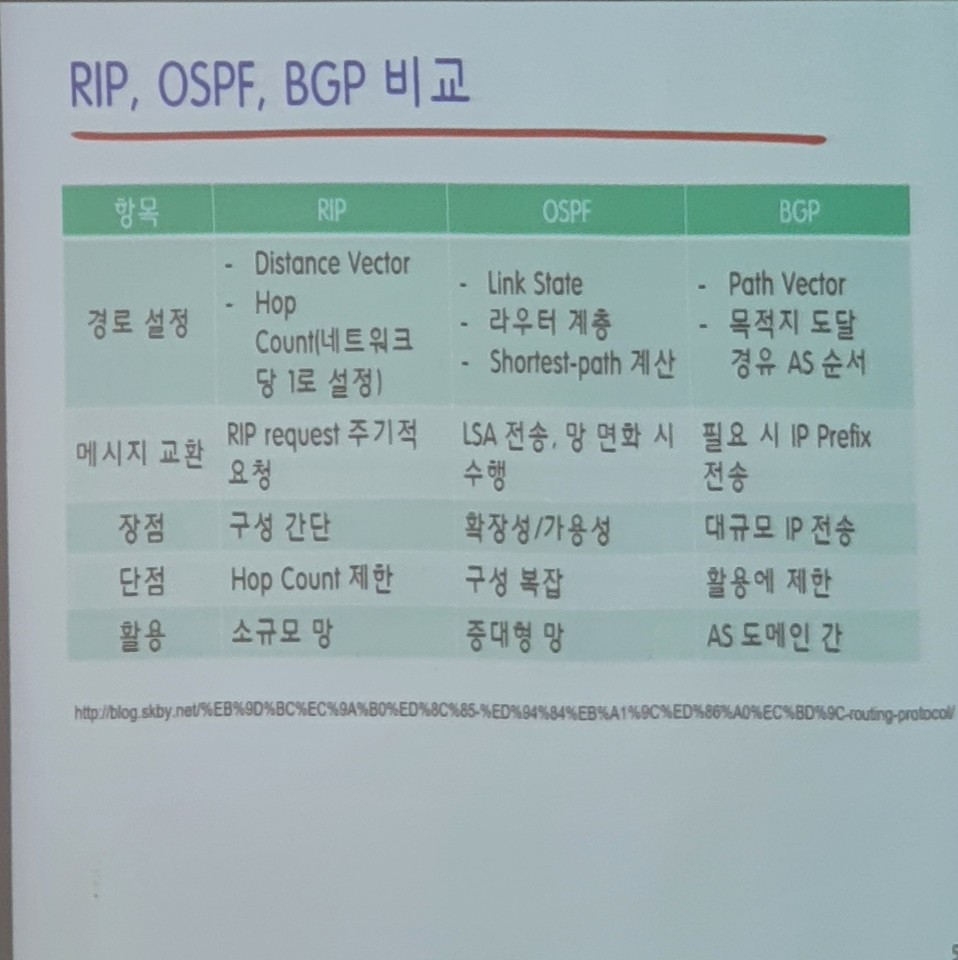 RIP, OSPF, BGP 비교
항목 RIP OSPF BGP
경로 설정
- Distance Vector
- Hop
Count(네트워크
당 1로 설정)
- Link State
- 라우터 계층
- Shortest-path 계산
- Path Vector
- 목적지 도달
경유 AS 순서
메시지 교환
RIP request 주기적
요청
LSA 전송, 망 면화 시
수행
필요 시 IP Prefix
전송
장점 구성 간단 확장성/가용성 대규모 IP 전송
단점 Hop Count 제한 구성 복잡 활용에 제한
활용 소규모 망 중대형 망 AS 도메인 간
http://blog.skby.net/%EB%9D%BC%EC%9A%B0%ED%8C%85-%ED%94%84%EB%A1%9C%ED%86%A0%EC%BD%9C-routing-protocol/